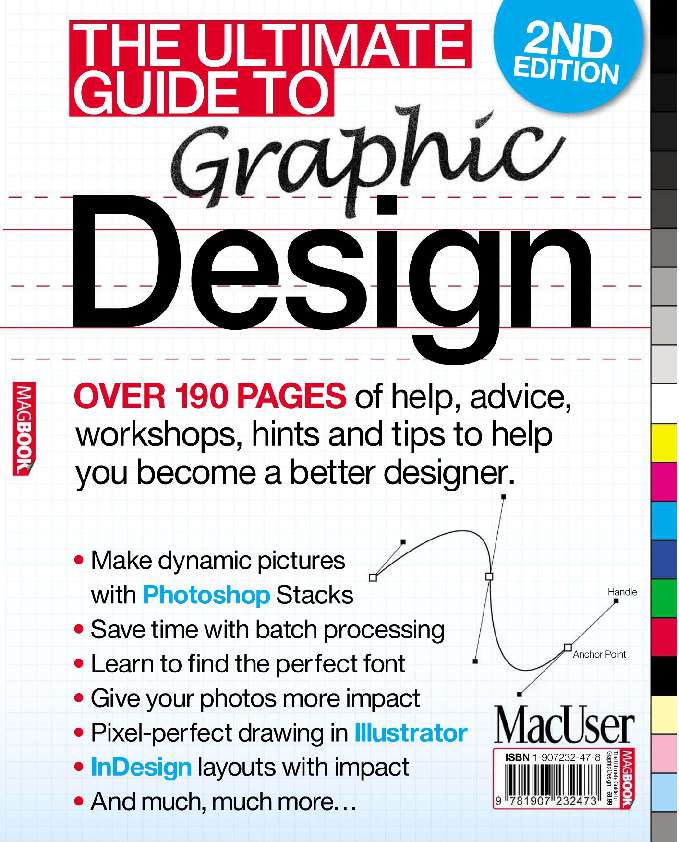 THE ULTIMATE
GUIDE TO
2ND
EDITION
Graphic
Design
MAGBOOK
OVER 190 PAGES of help, advice,
workshops, hints and tips to help
you become a better designer.
• Make dynamic pictures
with Photoshop Stacks
• Save time with batch processing
• Learn to find the perfect font
• Give your photos more impact
• Pixel-perfect drawing in Illustrator
• InDesign layouts with impact
• And much, much more...
Handle
Anchor Point
MacUser
ISBN 1-907232-47-8
9 781907 232473
MAGBOOK